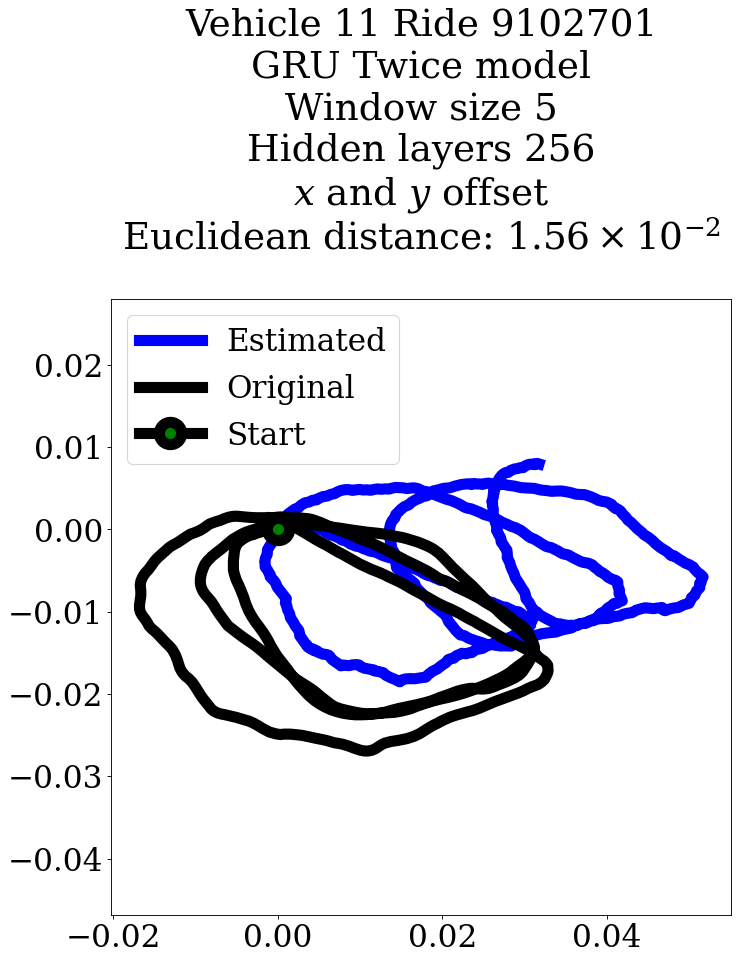 Vehicle 11 Ride 9102701
GRU Twice model
Window size 5
Hidden layers 256
x and y offset
Euclidean distance: 1.56 × 10⁻²
Estimated
Original
Start
0.02
0.01
0.00
−0.01
−0.02
−0.03
−0.04
−0.02 0.00 0.02 0.04